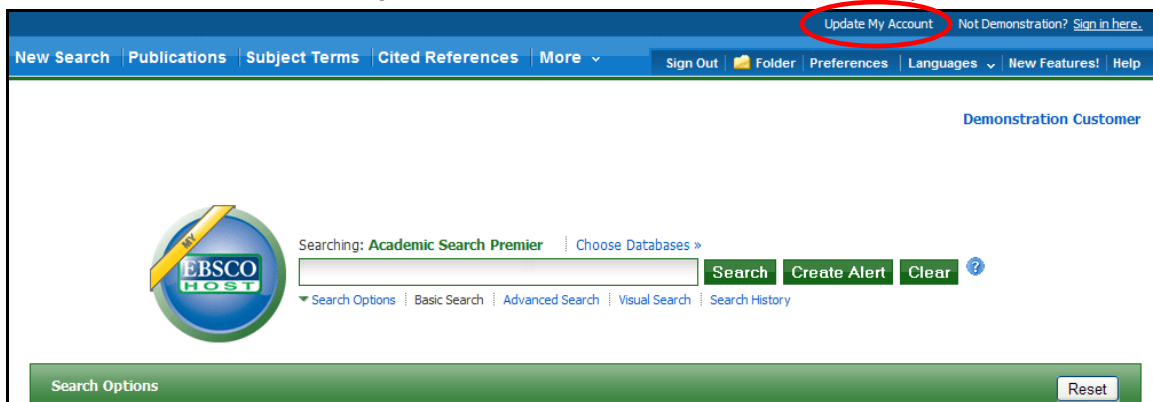 Update My Account Not Demonstration? Sign in here.
New Search Publications Subject Terms Cited References More
Sign Out Folder Preferences Languages New Features! Help
Demonstration Customer
MY
EBSCO
HOST
Searching: Academic Search Premier Choose Databases »
Search Create Alert Clear ?
Search Options Basic Search Advanced Search Visual Search Search History
Search Options Reset